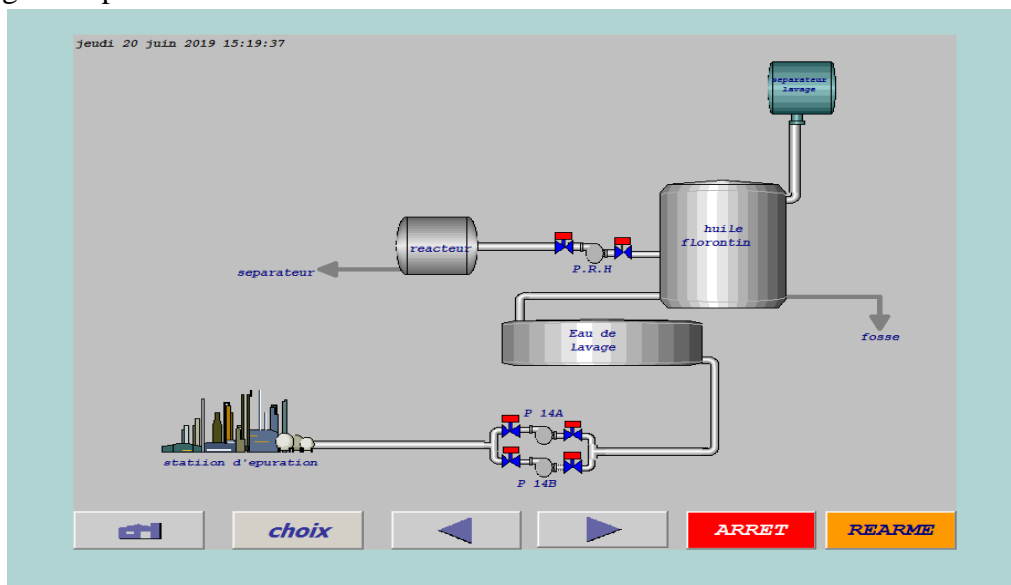 jeudi 20 juin 2019 15:19:37
separateur
lavage
huile
florontin
reacteur
P.R.H
separateur
Eau de
Lavage
fosse
P 14A
statiion d'epuration
P 14B
choix
ARRET
REARME